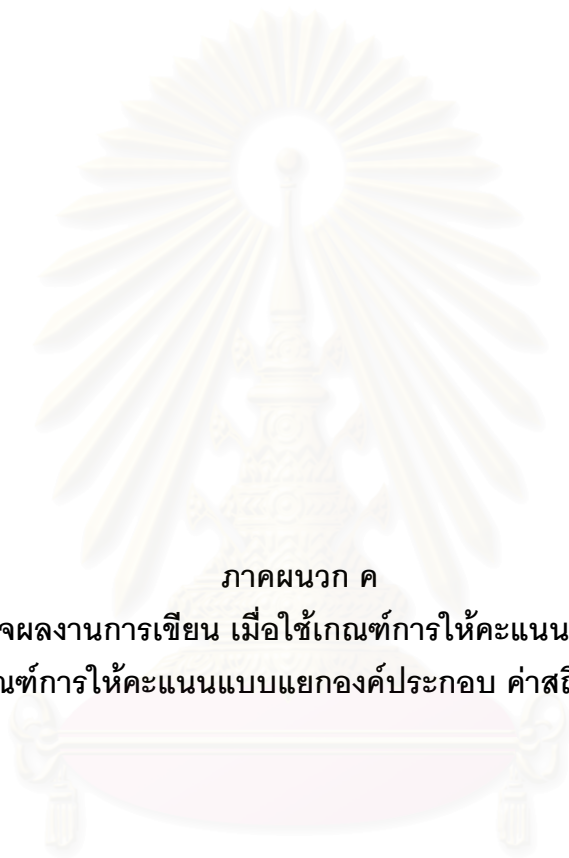 ภาคผนวก ค
จผลงานการเขียน เมื่อใช้เกณฑ์การให้คะแนน
ณฑ์การให้คะแนนแบบแยกองค์ประกอบ ค่าสถิ